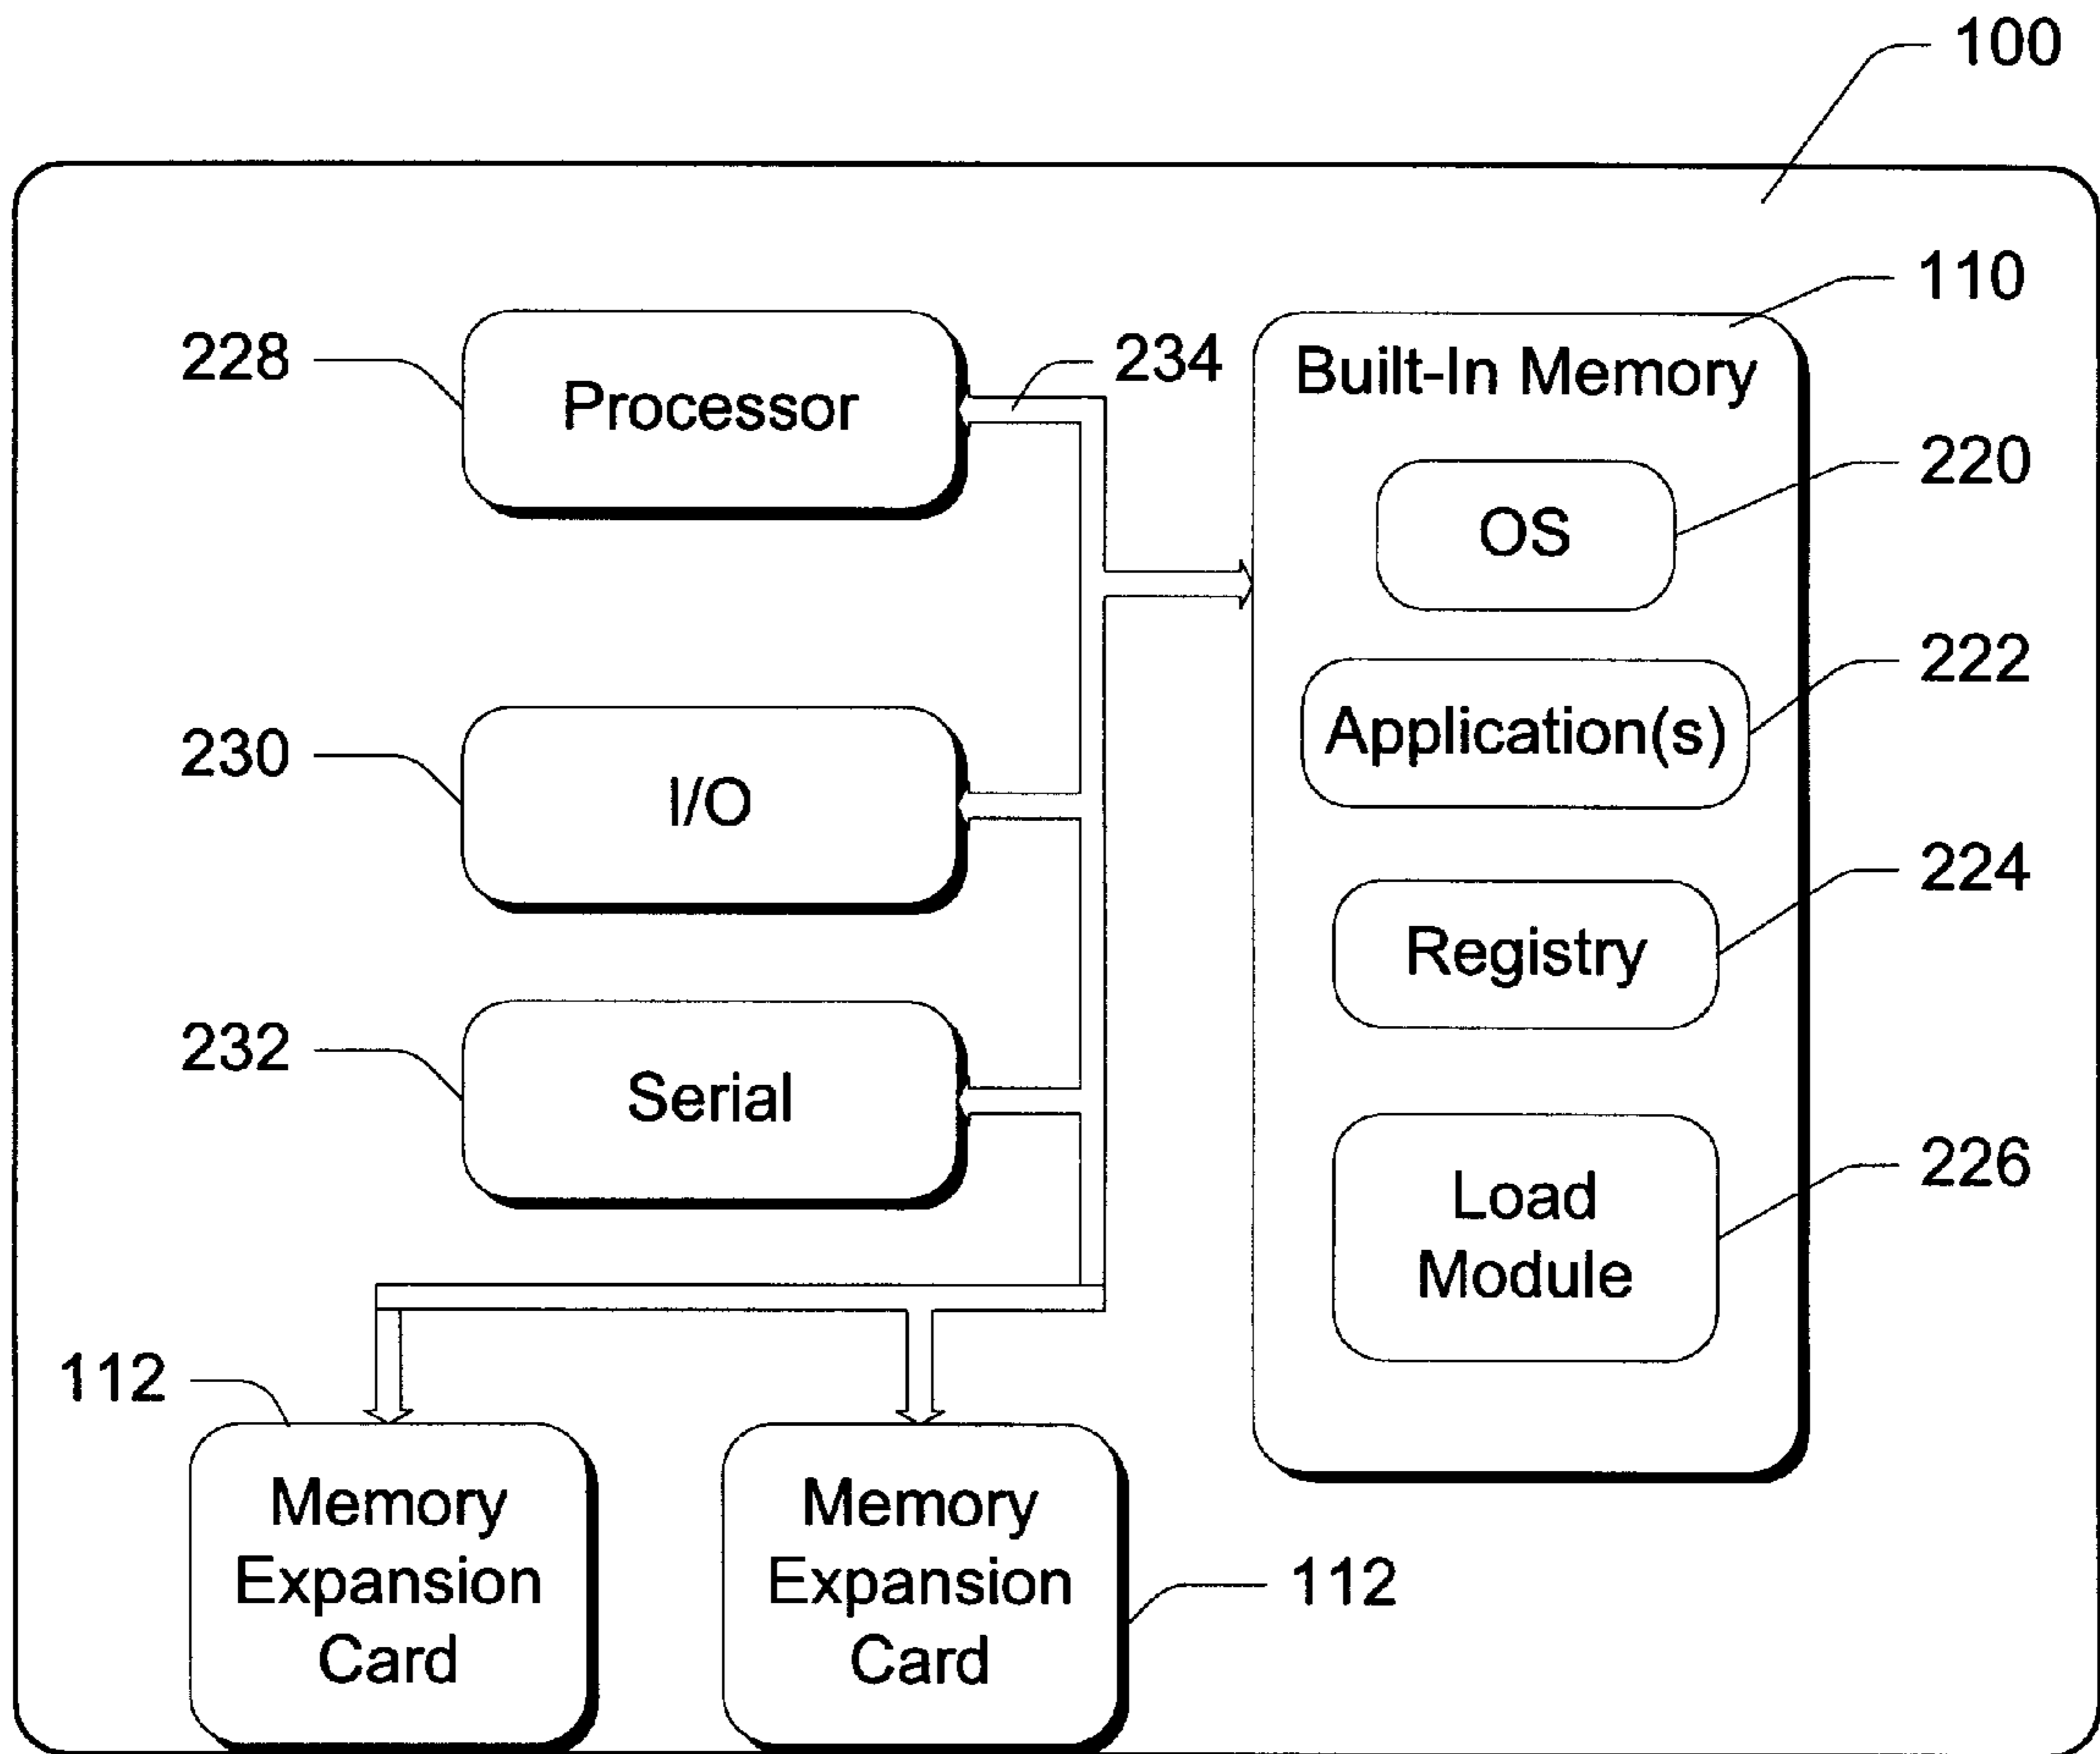 100
110
228
Processor
234
Built-In Memory
220
OS
222
Application(s)
230
I/O
224
Registry
232
Serial
226
Load
Module
112
Memory
Expansion
Card
Memory
Expansion
Card
112